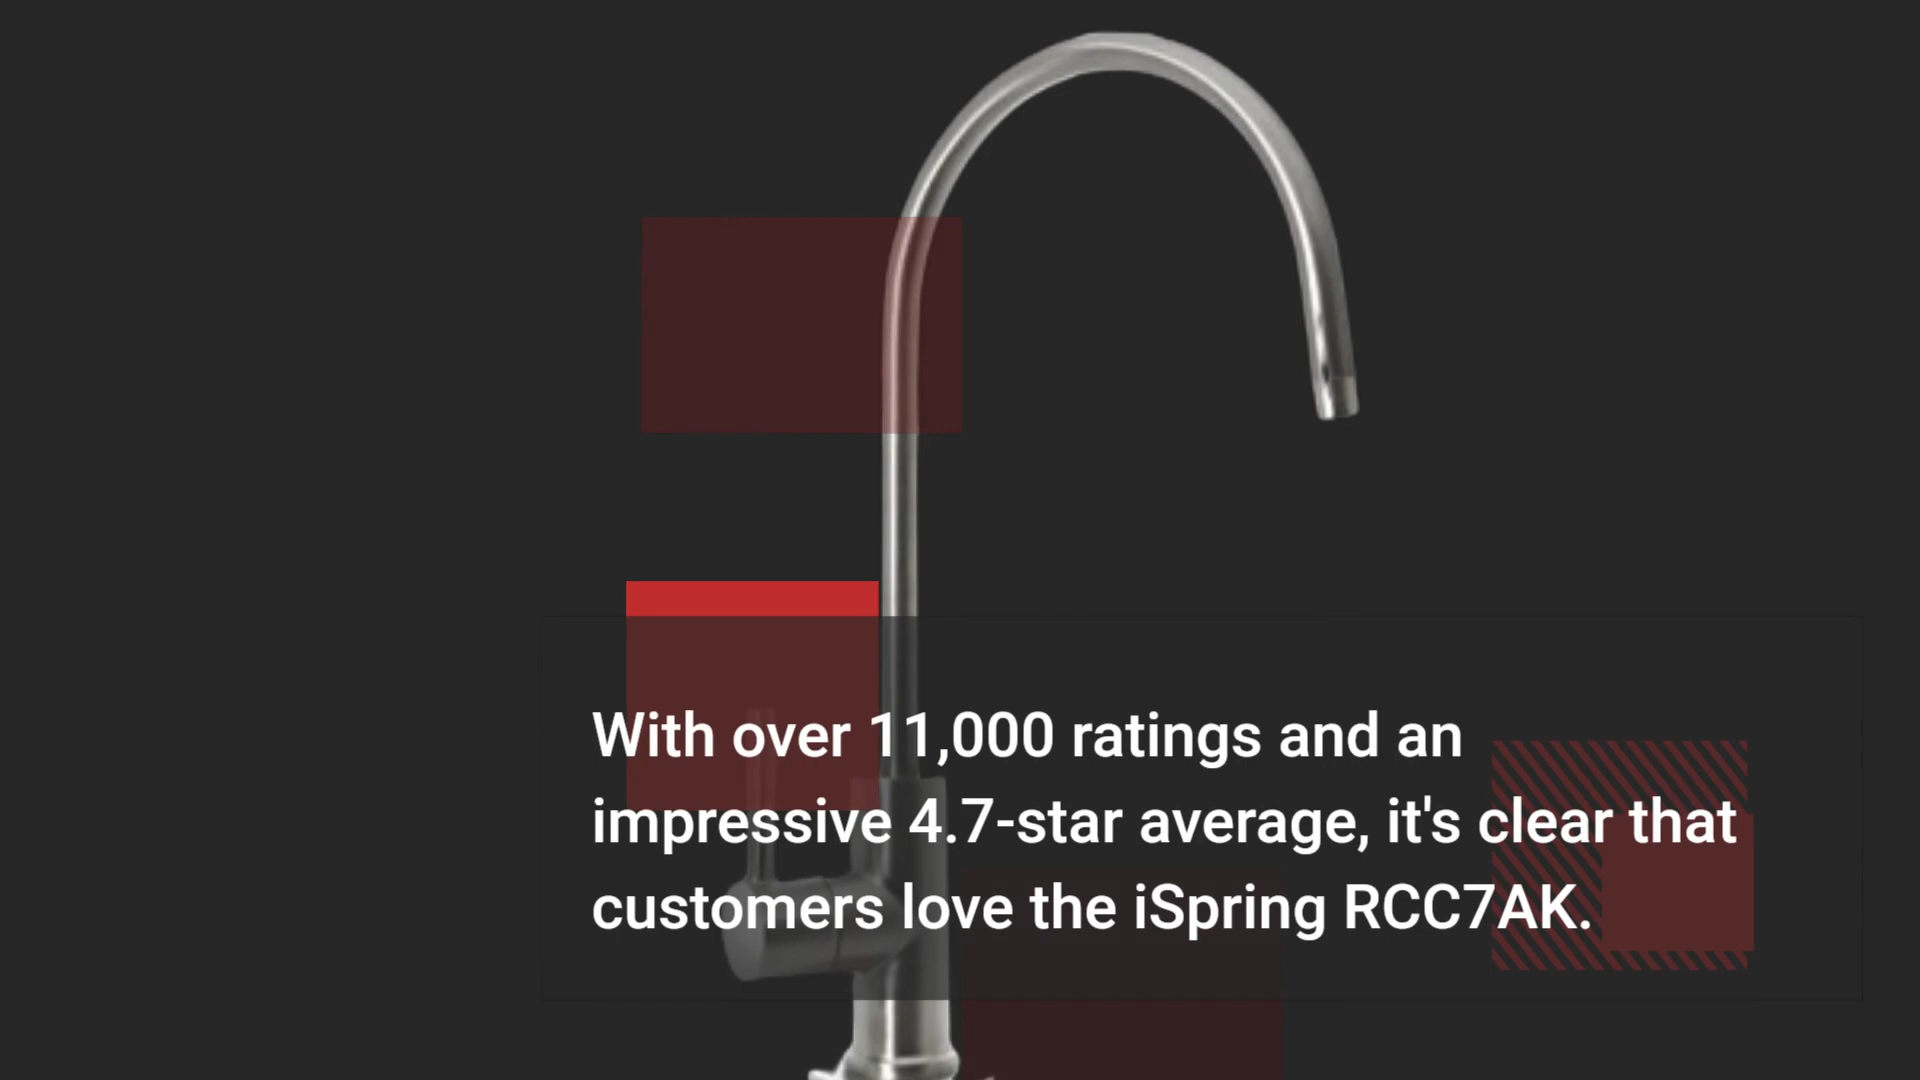 With over 11,000 ratings and an
impressive 4.7-star average, it's clear that
customers love the iSpring RCC7AK.